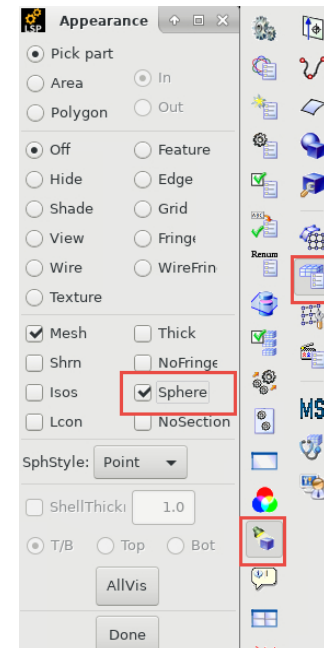 LSP Appearance
Pick part
Area
In
Polygon
Out
Off
Feature
Hide
Edge
Shade
Grid
View
Fringe
Wire
WireFrin
Texture
Mesh
Thick
Shrn
NoFringe
Isos
Sphere
Lcon
NoSection
SphStyle: Point
ShellThick
1.0
T/B
Top
Bot
AllVis
Done
Renum
MS